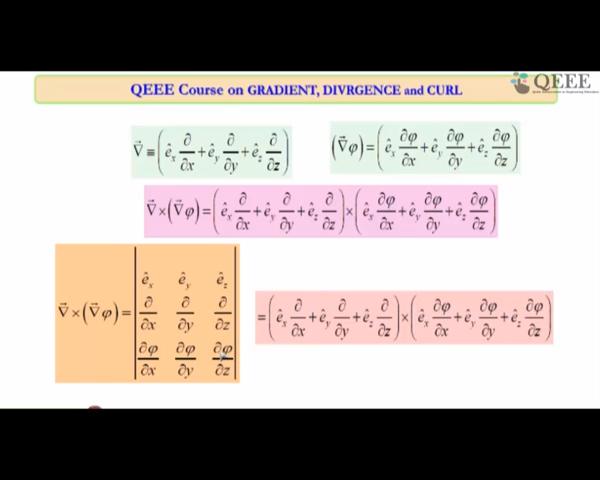 QEEE
QEEE Course on GRADIENT, DIVRGENCE and CURL
∇⃗ ≡ (ê_x ∂/∂x + ê_y ∂/∂y + ê_z ∂/∂z)
(∇⃗φ) = (ê_x ∂φ/∂x + ê_y ∂φ/∂y + ê_z ∂φ/∂z)
∇⃗ × (∇⃗φ) = (ê_x ∂/∂x + ê_y ∂/∂y + ê_z ∂/∂z) × (ê_x ∂φ/∂x + ê_y ∂φ/∂y + ê_z ∂φ/∂z)
∇⃗ × (∇⃗φ) = | ê_x ê_y ê_z |
| ∂/∂x ∂/∂y ∂/∂z |
| ∂φ/∂x ∂φ/∂y ∂φ/∂z |
= (ê_x ∂/∂x + ê_y ∂/∂y + ê_z ∂/∂z) × (ê_x ∂φ/∂x + ê_y ∂φ/∂y + ê_z ∂φ/∂z)